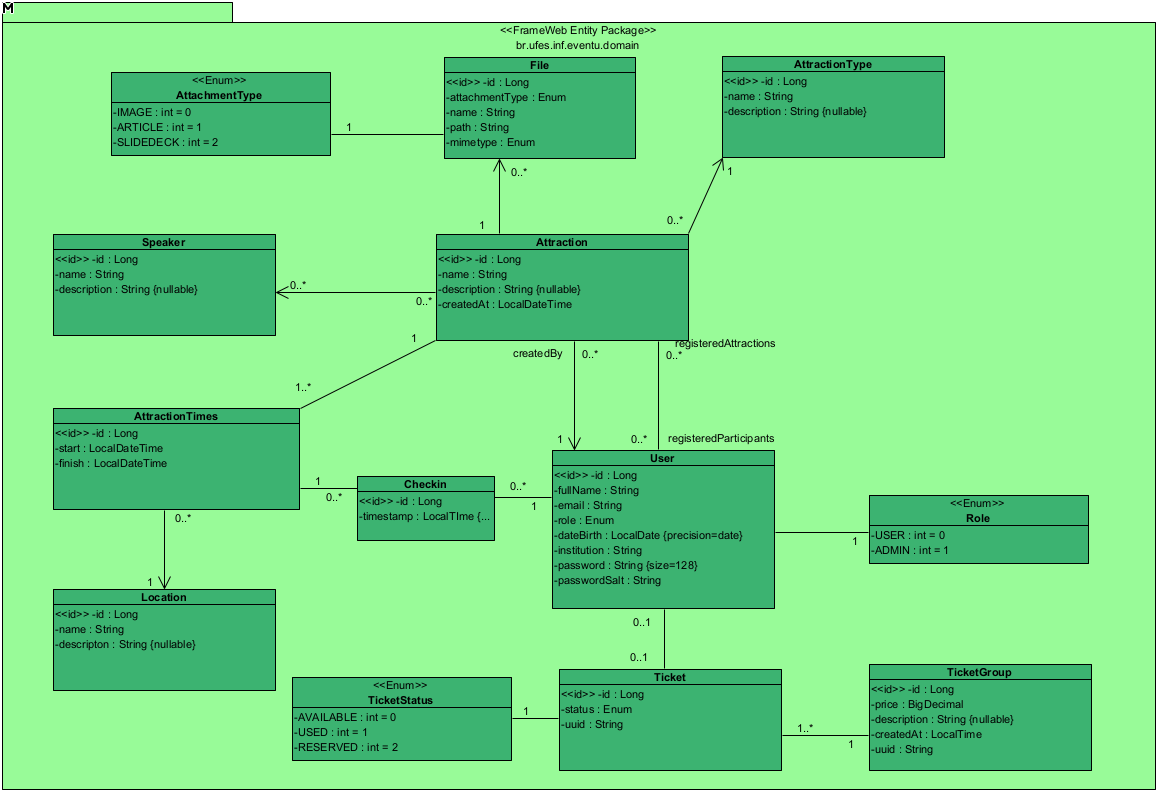 M
<<FrameWeb Entity Package>>
br.ufes.inf.eventu.domain
<<Enum>>
AttachmentType
-IMAGE : int = 0
-ARTICLE : int = 1
-SLIDEDECK : int = 2
1
File
<<id>> -id : Long
-attachmentType : Enum
-name : String
-path : String
-mimetype : Enum
AttractionType
<<id>> -id : Long
-name : String
-description : String {nullable}
0..*
1
1
0..*
Speaker
<<id>> -id : Long
-name : String
-description : String {nullable}
0..*
0..*
Attraction
<<id>> -id : Long
-name : String
-description : String {nullable}
-createdAt : LocalDateTime
1
1..*
createdBy
0..*
registeredAttractions
0..*
1
0..*
registeredParticipants
AttractionTimes
<<id>> -id : Long
-start : LocalDateTime
-finish : LocalDateTime
1
0..*
Checkin
<<id>> -id : Long
-timestamp : LocalTIme {...
0..*
1
User
<<id>> -id : Long
-fullName : String
-email : String
-role : Enum
-dateBirth : LocalDate {precision=date}
-institution : String
-password : String {size=128}
-passwordSalt : String
1
<<Enum>>
Role
-USER : int = 0
-ADMIN : int = 1
0..*
1
Location
<<id>> -id : Long
-name : String
-descripton : String {nullable}
0..1
0..1
<<Enum>>
TicketStatus
-AVAILABLE : int = 0
-USED : int = 1
-RESERVED : int = 2
1
Ticket
<<id>> -id : Long
-status : Enum
-uuid : String
1..*
1
TicketGroup
<<id>> -id : Long
-price : BigDecimal
-description : String {nullable}
-createdAt : LocalTime
-uuid : String